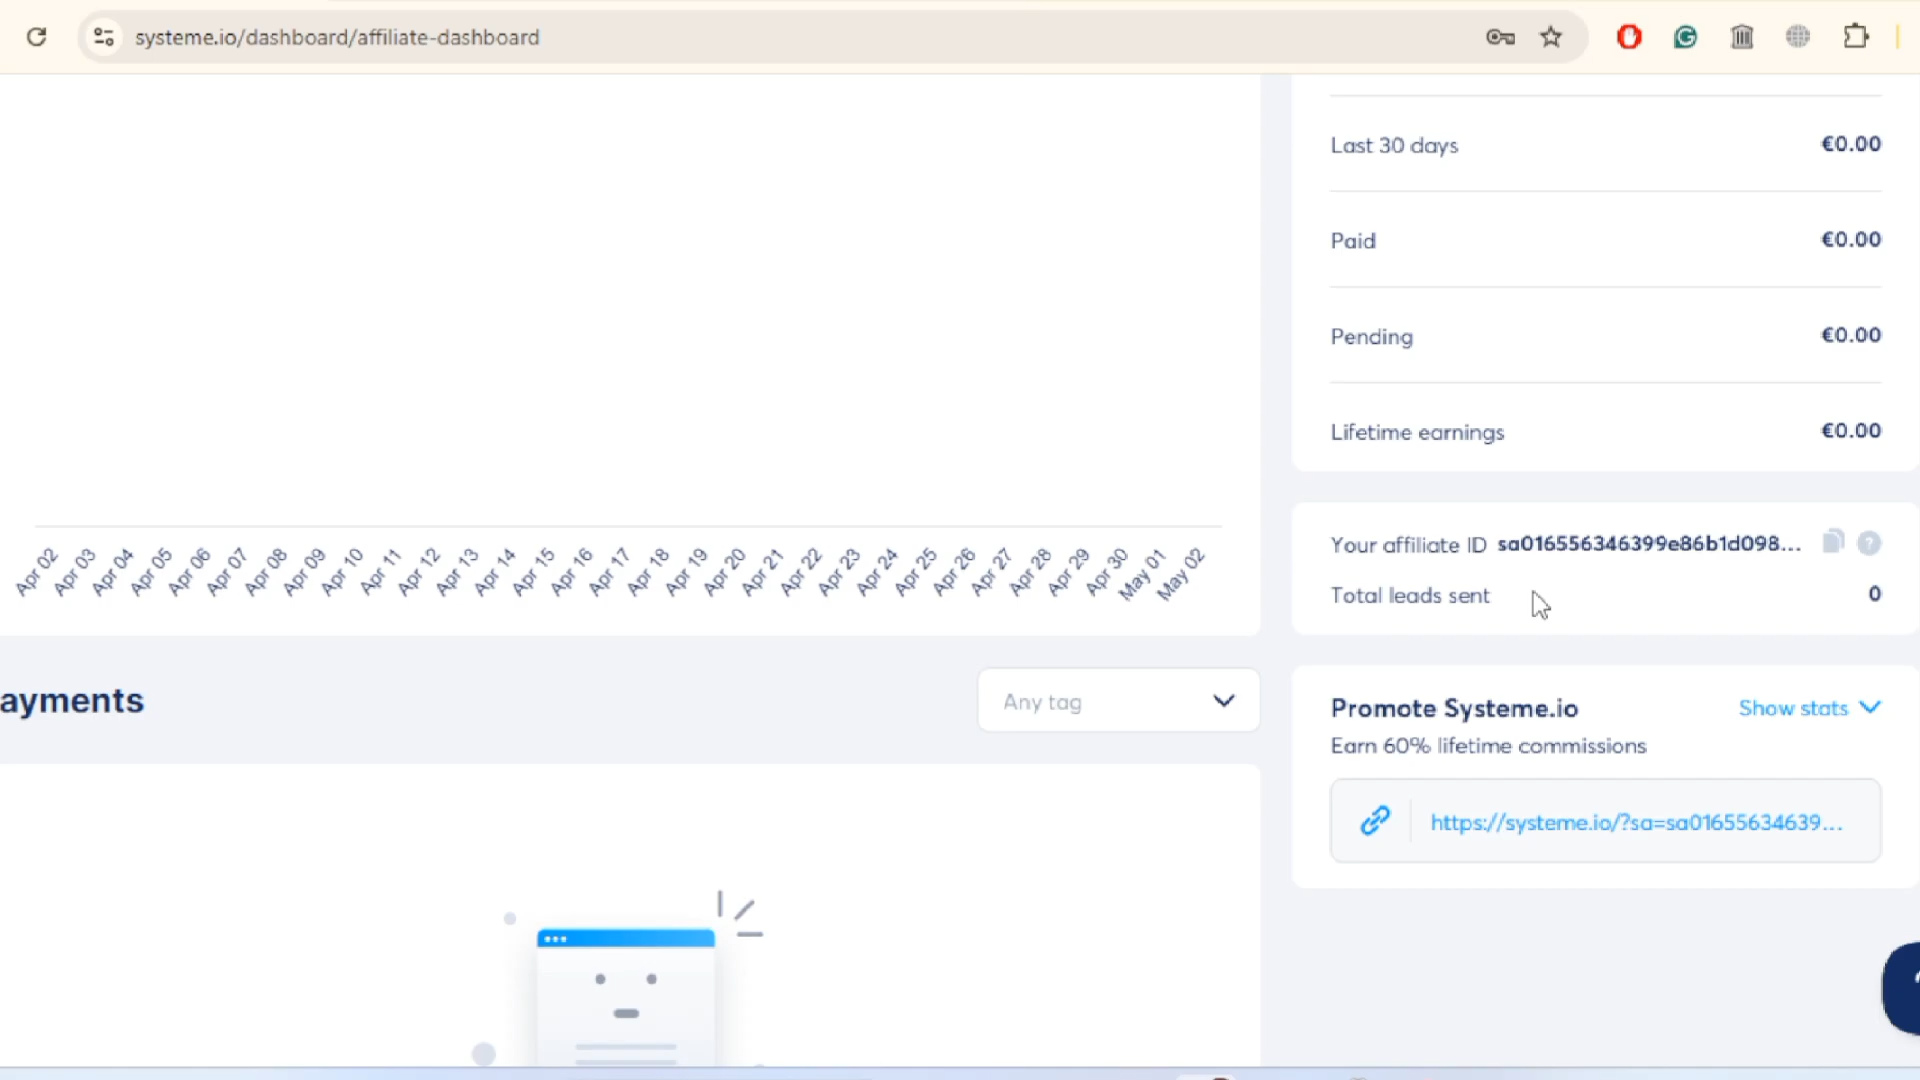 systeme.io/dashboard/affiliate-dashboard
Last 30 days €0.00
Paid €0.00
Pending €0.00
Lifetime earnings €0.00
Apr 02 Apr 03 Apr 04 Apr 05 Apr 06 Apr 07 Apr 08 Apr 09 Apr 10 Apr 11 Apr 12 Apr 13 Apr 14 Apr 15 Apr 16 Apr 17 Apr 18 Apr 19 Apr 20 Apr 21 Apr 22 Apr 23 Apr 24 Apr 25 Apr 26 Apr 27 Apr 28 Apr 29 Apr 30 May 01 May 02
Your affiliate ID sa016556346399e86b1d098...
Total leads sent 0
ayments
Any tag
Promote Systeme.io Show stats
Earn 60% lifetime commissions
https://systeme.io/?sa=sa01655634639...